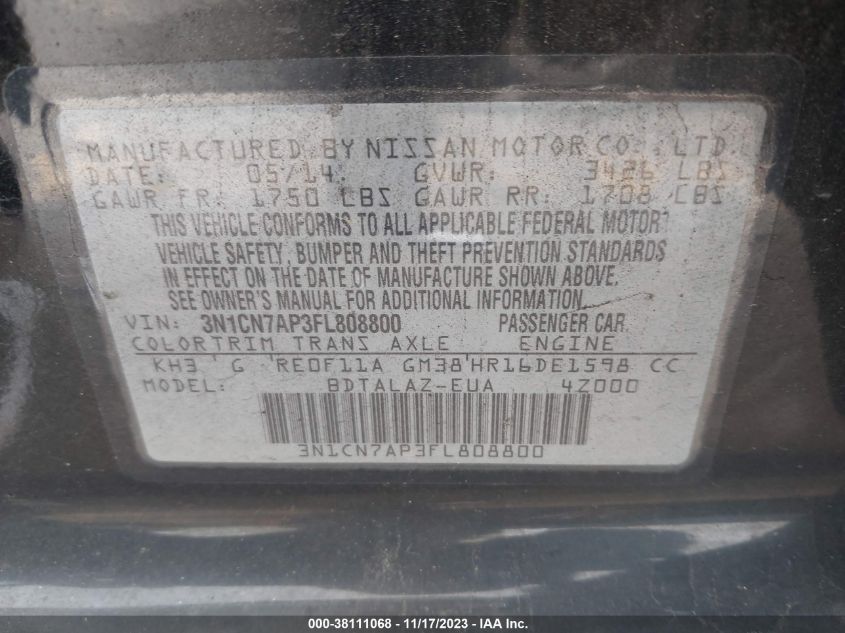 MANUFACTURED BY NISSAN MOTOR CO., LTD.
DATE: 05/14 GVWR: 3426 LBS
GAWR FR: 1750 LBS GAWR RR: 1708 LBS
THIS VEHICLE CONFORMS TO ALL APPLICABLE FEDERAL MOTOR
VEHICLE SAFETY, BUMPER AND THEFT PREVENTION STANDARDS
IN EFFECT ON THE DATE OF MANUFACTURE SHOWN ABOVE.
SEE OWNER'S MANUAL FOR ADDITIONAL INFORMATION
VIN: 3N1CN7AP3FL808800 PASSENGER CAR
COLOR TRIM TRANS AXLE ENGINE
KH3 G RE0F11A GM38 HR16DE1598 CC
MODEL: BDTALAZ-EUA 4Z000
3N1CN7AP3FL808800
000-38111068 - 11/17/2023 - IAA Inc.